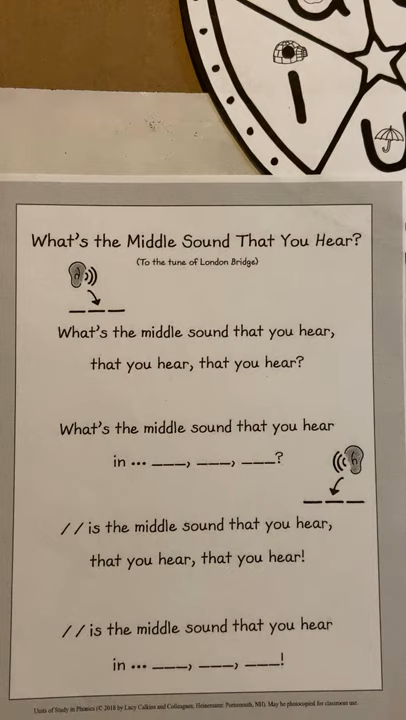 I
U
What's the Middle Sound That You Hear?
(To the tune of London Bridge)
What's the middle sound that you hear,
that you hear, that you hear?
What's the middle sound that you hear
in ... ___, ___, ___?
// is the middle sound that you hear,
that you hear, that you hear!
// is the middle sound that you hear
in ... ___, ___, ___!
Units of Study in Phonics (© 2018 by Lucy Calkins and Colleagues; Heinemann: Portsmouth, NH). May be photocopied for classroom use.